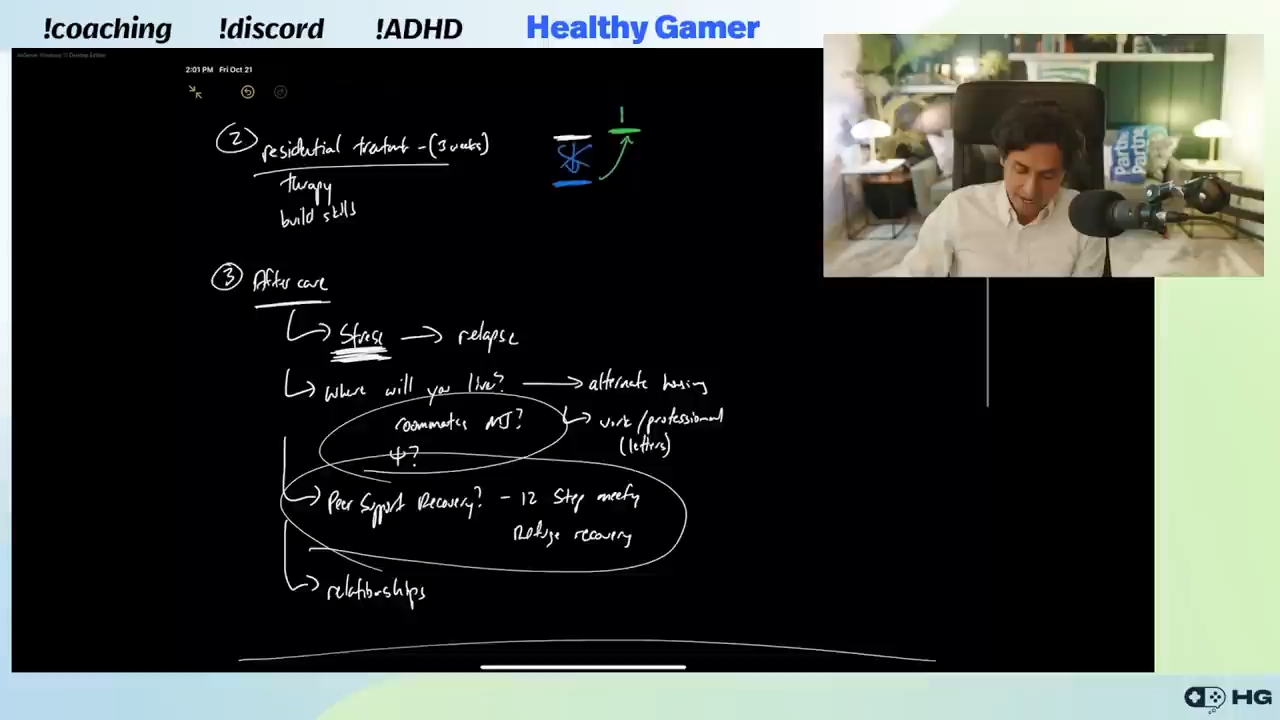 !coaching !discord !ADHD Healthy Gamer
2:01 PM Fri Oct 21
② residential tratmt - (3 weeks)
therapy
build skills
③ After care
Stress → relapse
where will you live? → alternate housing
roommates MJ? work/professional
ψ? (letters)
Peer Support Recovery? - 12 Step meetings
Refuge recovery
relationships
HG